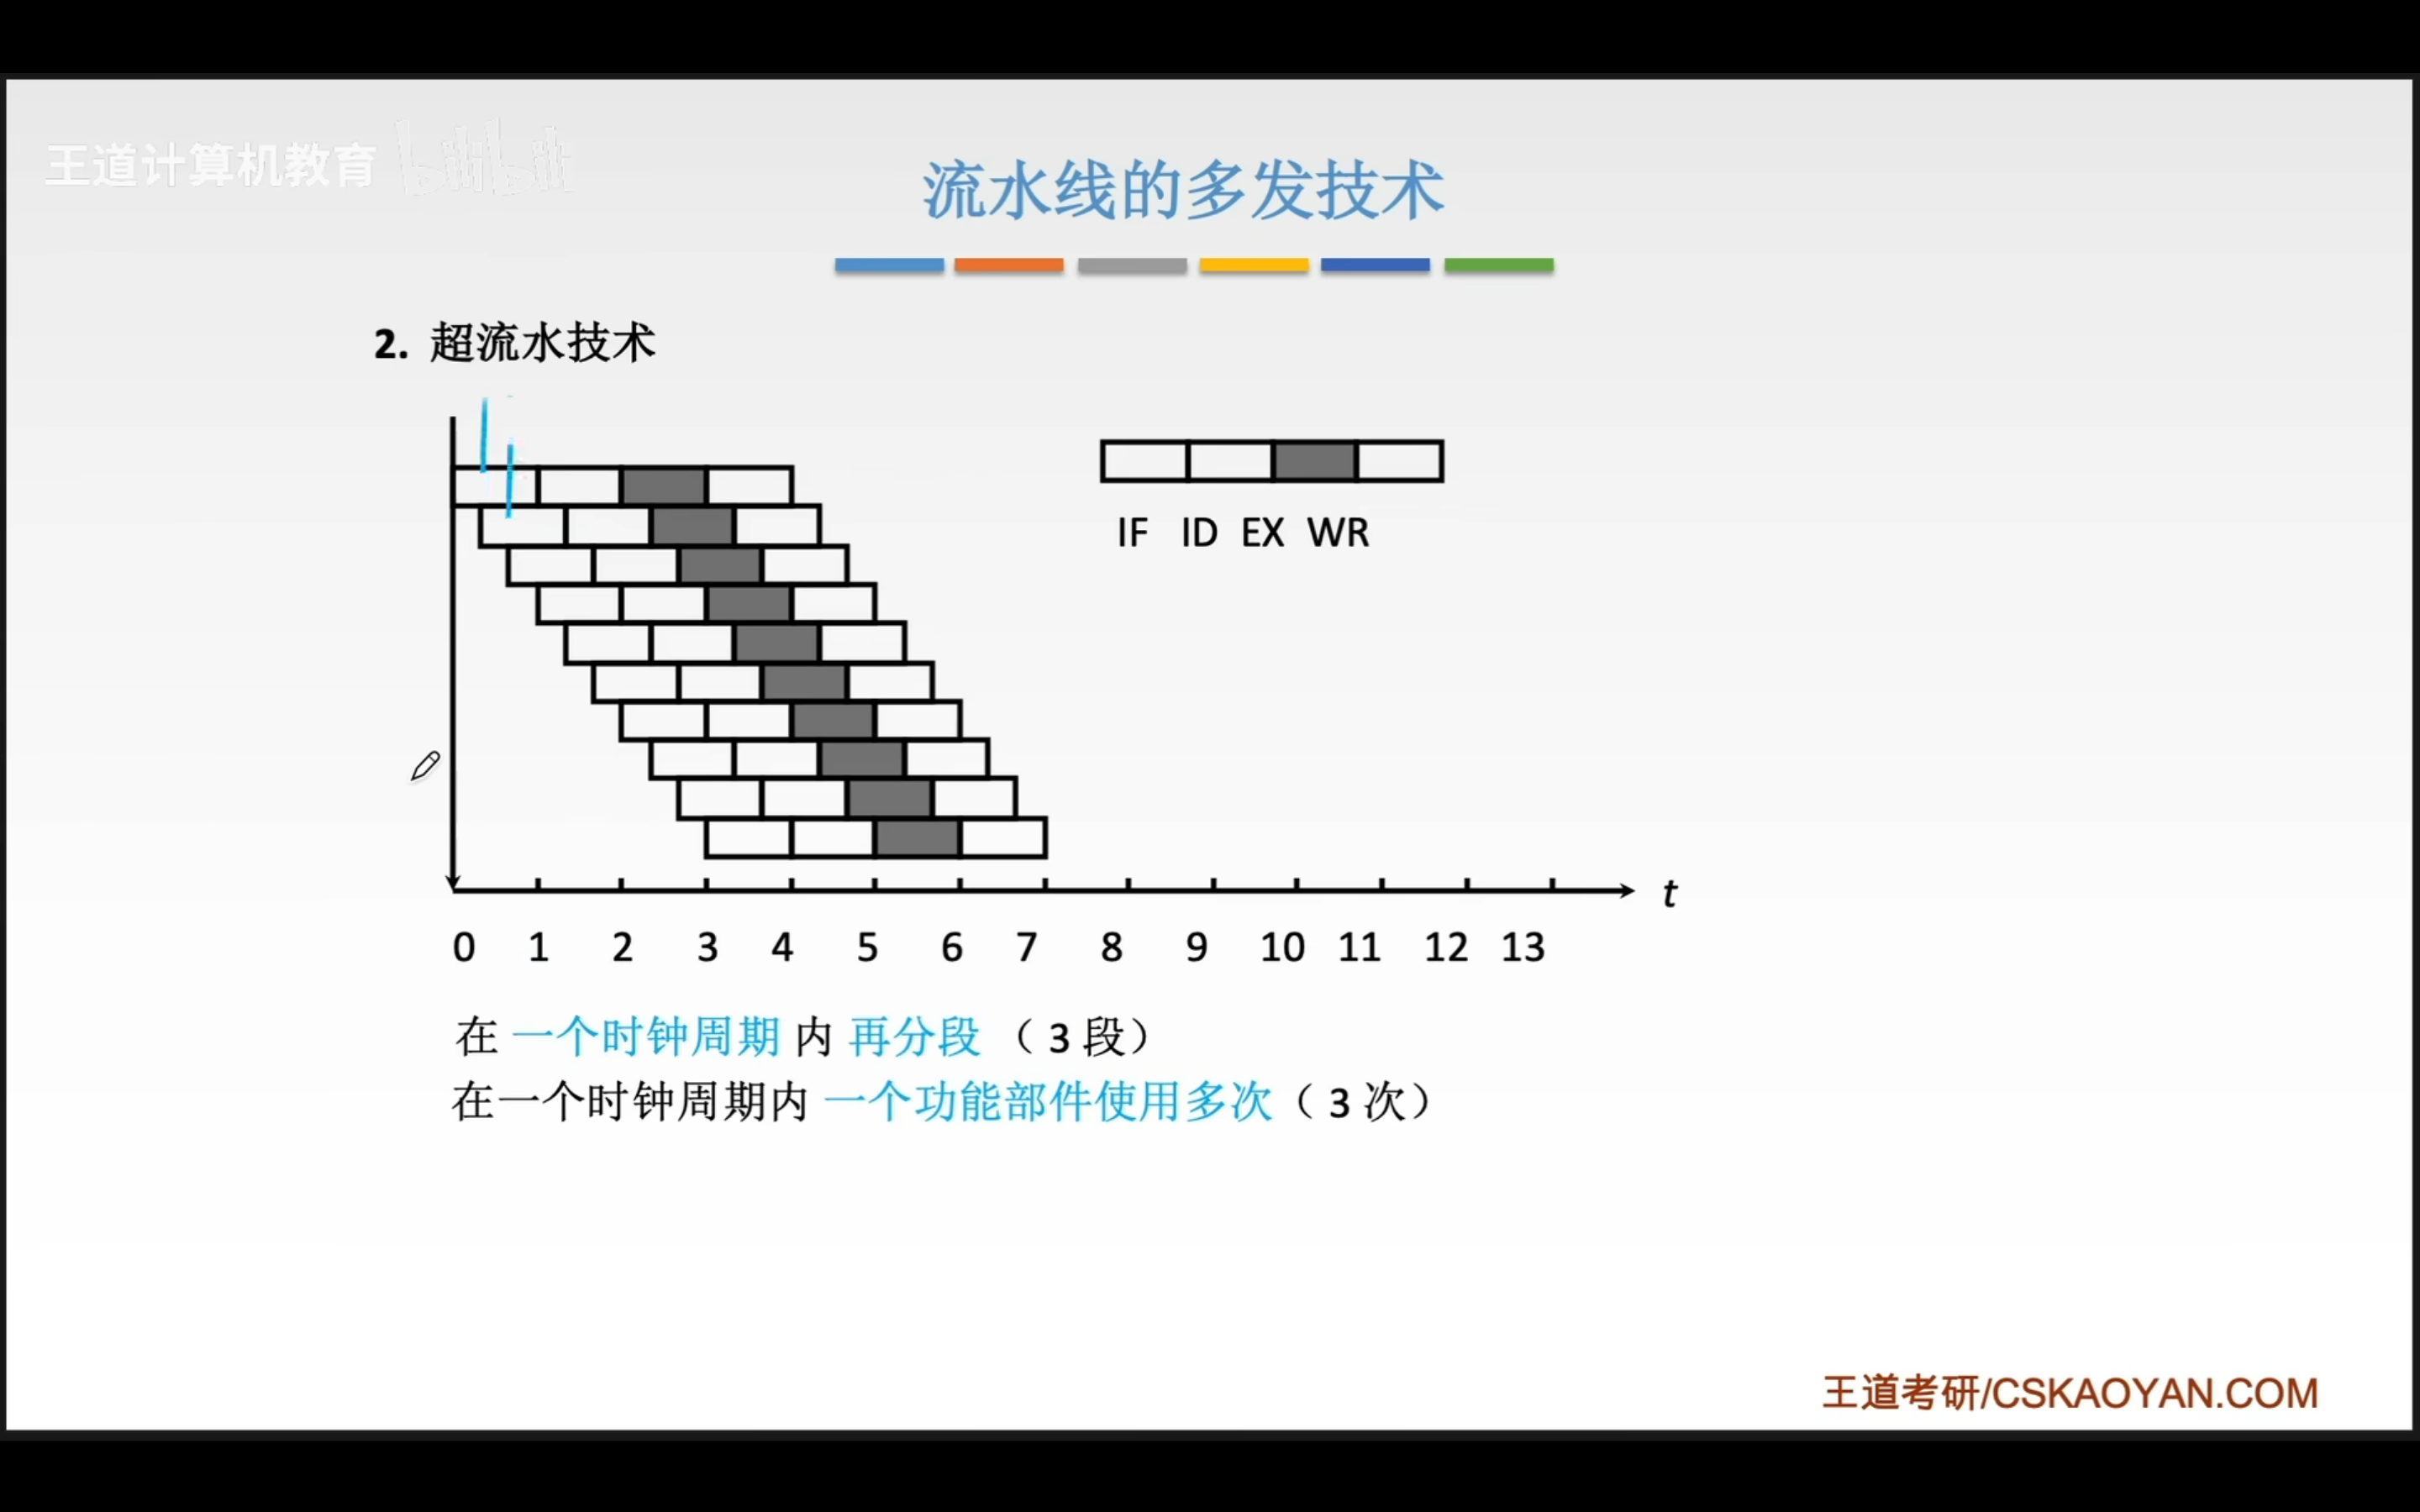 王道计算机教育 bilibili
流水线的多发技术
2. 超流水技术
IF ID EX WR
t
0 1 2 3 4 5 6 7 8 9 10 11 12 13
在 一个时钟周期 内 再分段 （ 3 段）
在一个时钟周期内 一个功能部件使用多次（ 3 次）
王道考研/CSKAOYAN.COM